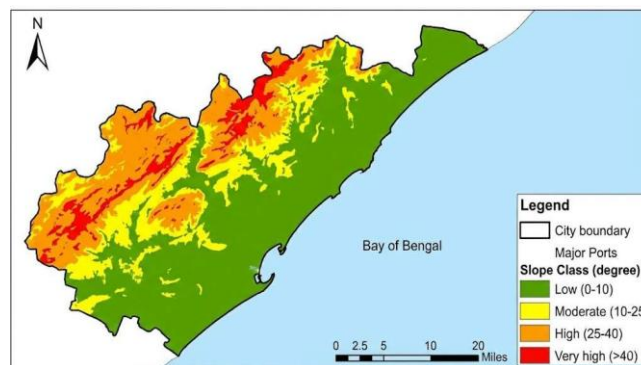 N
Bay of Bengal
Legend
City boundary
Major Ports
Slope Class (degree)
Low (0-10)
Moderate (10-25
High (25-40)
Very high (>40)
0 2.5 5 10 20
Miles